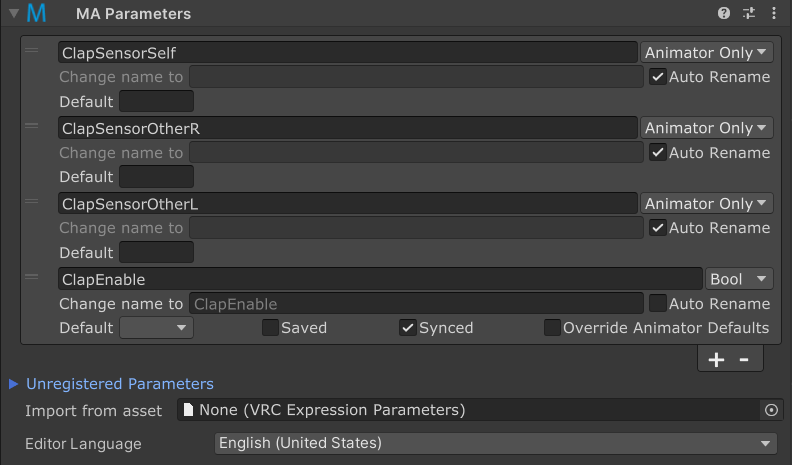 MA Parameters
ClapSensorSelf Animator Only
Change name to Auto Rename
Default
ClapSensorOtherR Animator Only
Change name to Auto Rename
Default
ClapSensorOtherL Animator Only
Change name to Auto Rename
Default
ClapEnable Bool
Change name to ClapEnable Auto Rename
Default Saved Synced Override Animator Defaults
Unregistered Parameters
Import from asset None (VRC Expression Parameters)
Editor Language English (United States)